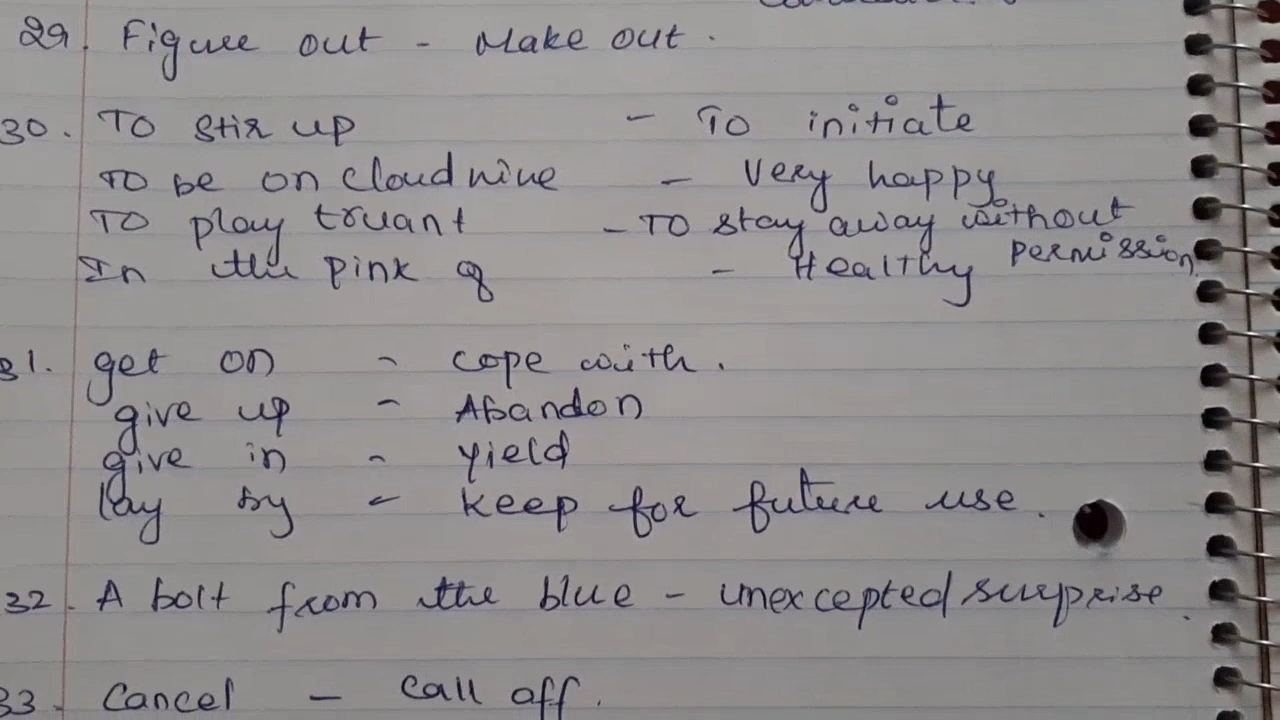 29. Figure out - Make out.
30. To stir up - To initiate
To be on cloud nine - Very happy
To play truant - To stay away without permission
In the pink of - Healthy
31. get on - cope with.
give up - Abandon
give in - yield
lay by - keep for future use.
32. A bolt from the blue - unexcepted surprise.
33. Cancel - Call off.